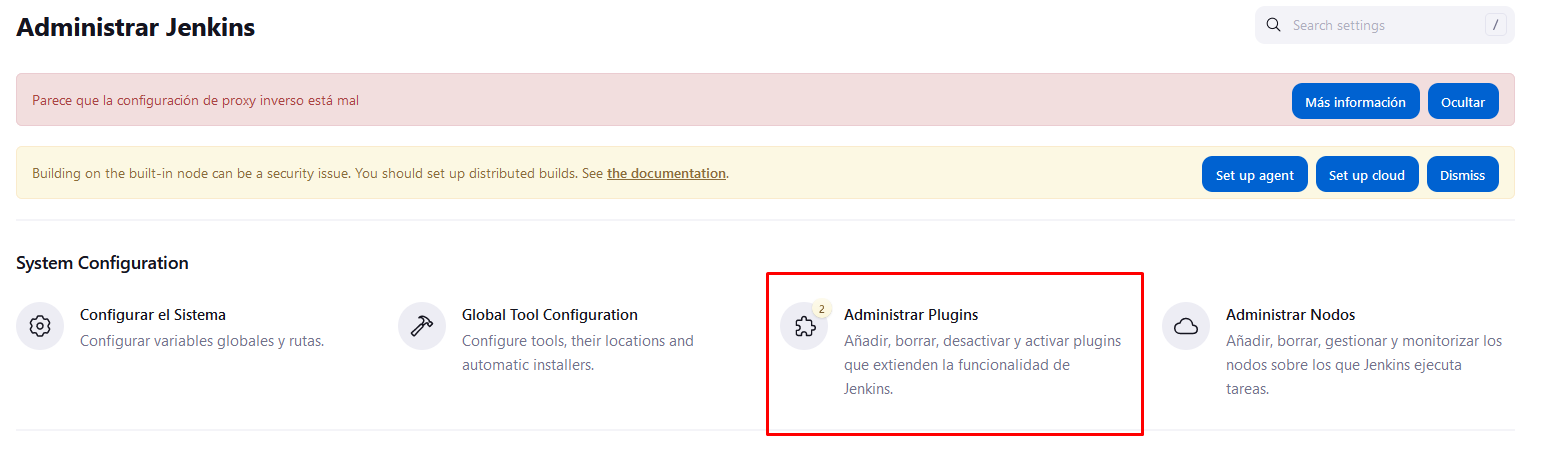 Administrar Jenkins
Search settings
/
Parece que la configuración de proxy inverso está mal
Más información
Ocultar
Building on the built-in node can be a security issue. You should set up distributed builds. See the documentation.
Set up agent
Set up cloud
Dismiss
System Configuration
Configurar el Sistema
Configurar variables globales y rutas.
Global Tool Configuration
Configure tools, their locations and
automatic installers.
2
Administrar Plugins
Añadir, borrar, desactivar y activar plugins
que extienden la funcionalidad de
Jenkins.
Administrar Nodos
Añadir, borrar, gestionar y monitorizar los
nodos sobre los que Jenkins ejecuta
tareas.